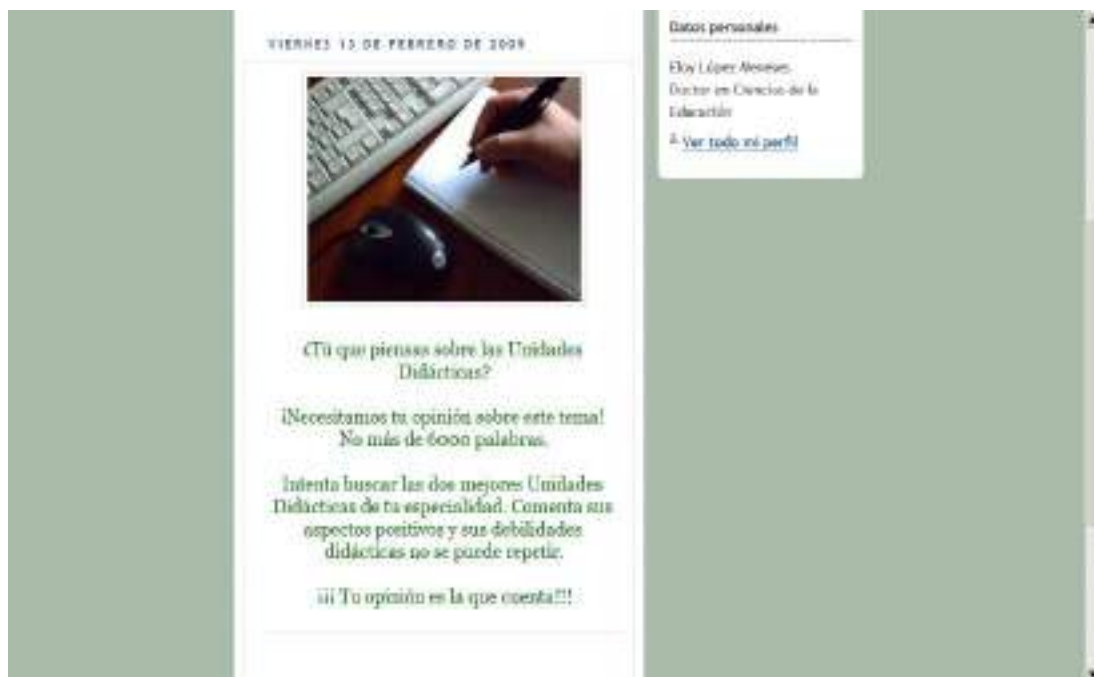 VIERNES 13 DE FEBRERO DE 2009
¿Tú que piensas sobre las Unidades
Didácticas?
¡Necesitamos tu opinión sobre este tema!
No más de 6000 palabras.
Intenta buscar las dos mejores Unidades
Didácticas de tu especialidad. Comenta sus
aspectos positivos y sus debilidades
didácticas no se puede repetir.
¡¡¡ Tu opinión es la que cuenta!!!
Datos personales
Eloy López Meneses
Doctor en Ciencias de la
Educación
Ver todo mi perfil